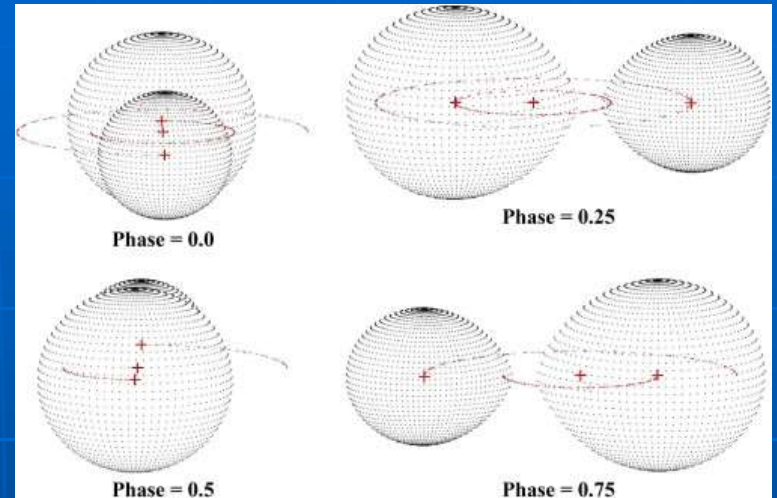 Phase = 0.0
Phase = 0.25
Phase = 0.5
Phase = 0.75